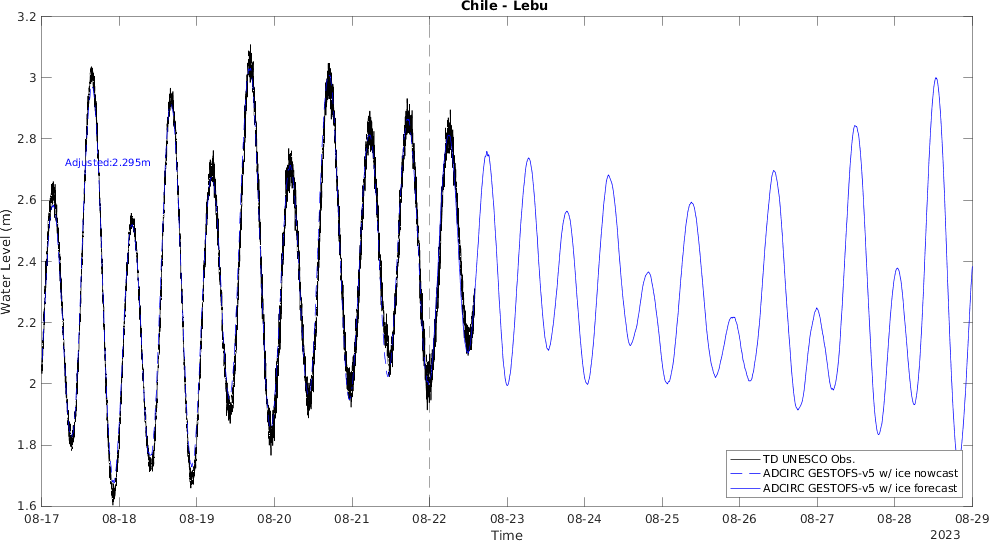 Chile - Lebu
3.2
3
2.8
2.6
2.4
2.2
2
1.8
1.6
Water Level (m)
Adjusted:2.295m
TD UNESCO Obs.
ADCIRC GESTOFS-v5 w/ ice nowcast
ADCIRC GESTOFS-v5 w/ ice forecast
08-17 08-18 08-19 08-20 08-21 08-22 08-23 08-24 08-25 08-26 08-27 08-28 08-29
Time
2023